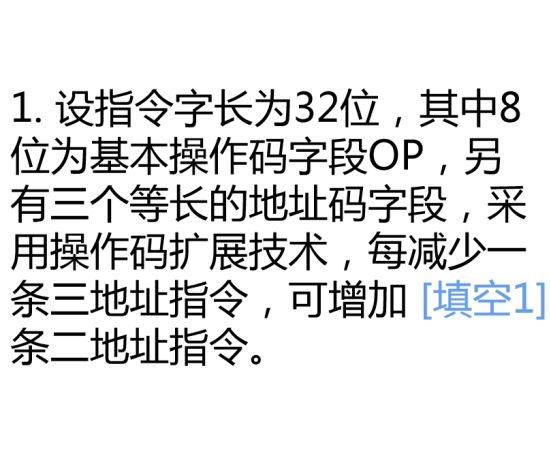 1. 设指令字长为32位，其中8
位为基本操作码字段OP，另
有三个等长的地址码字段，采
用操作码扩展技术，每减少一
条三地址指令，可增加 [填空1]
条二地址指令。